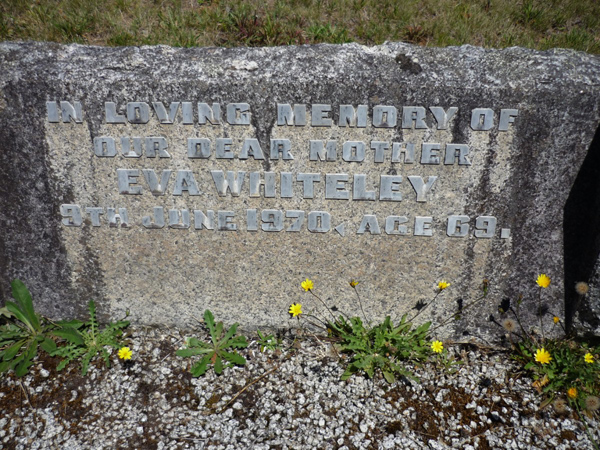 IN LOVING MEMORY OF
OUR DEAR MOTHER
EVA WHITELEY
9TH JUNE 1970, AGE 69.